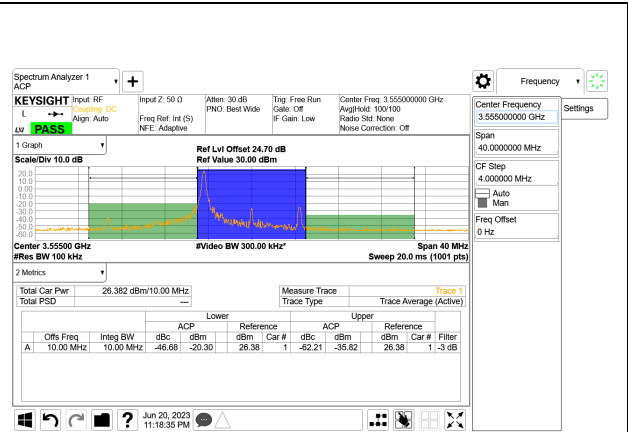 Spectrum Analyzer 1
ACP
Frequency
KEYSIGHT
L
LNI PASS
Input: RF
Coupling: DC
Align: Auto
Input Z: 50 Ω
Freq Ref: Int (S)
NFE: Adaptive
Atten: 30 dB
PNO: Best Wide
Trig: Free Run
Gate: Off
IF Gain: Low
Center Freq: 3.555000000 GHz
Avg|Hold: 100/100
Radio Std: None
Noise Correction: Off
Center Frequency
3.555000000 GHz
Settings
Span
40.0000000 MHz
CF Step
4.000000 MHz
Auto
Man
Freq Offset
0 Hz
1 Graph
Scale/Div 10.0 dB
Ref Lvl Offset 24.70 dB
Ref Value 30.00 dBm
20.0
10.0
0.00
-10.0
-20.0
-30.0
-40.0
-50.0
-60.0
Center 3.55500 GHz
#Video BW 300.00 kHz*
Span 40 MHz
#Res BW 100 kHz
Sweep 20.0 ms (1001 pts)
2 Metrics
Total Car Pwr 26.382 dBm/10.00 MHz
Total PSD ---
Measure Trace Trace 1
Trace Type Trace Average (Active)
Lower Upper
ACP Reference ACP Reference
Offs Freq Integ BW dBc dBm dBm Car # dBc dBm dBm Car # Filter
A 10.00 MHz 10.00 MHz -46.68 -20.30 26.38 1 -62.21 -35.82 26.38 1 -3 dB
Jun 20, 2023
11:18:35 PM